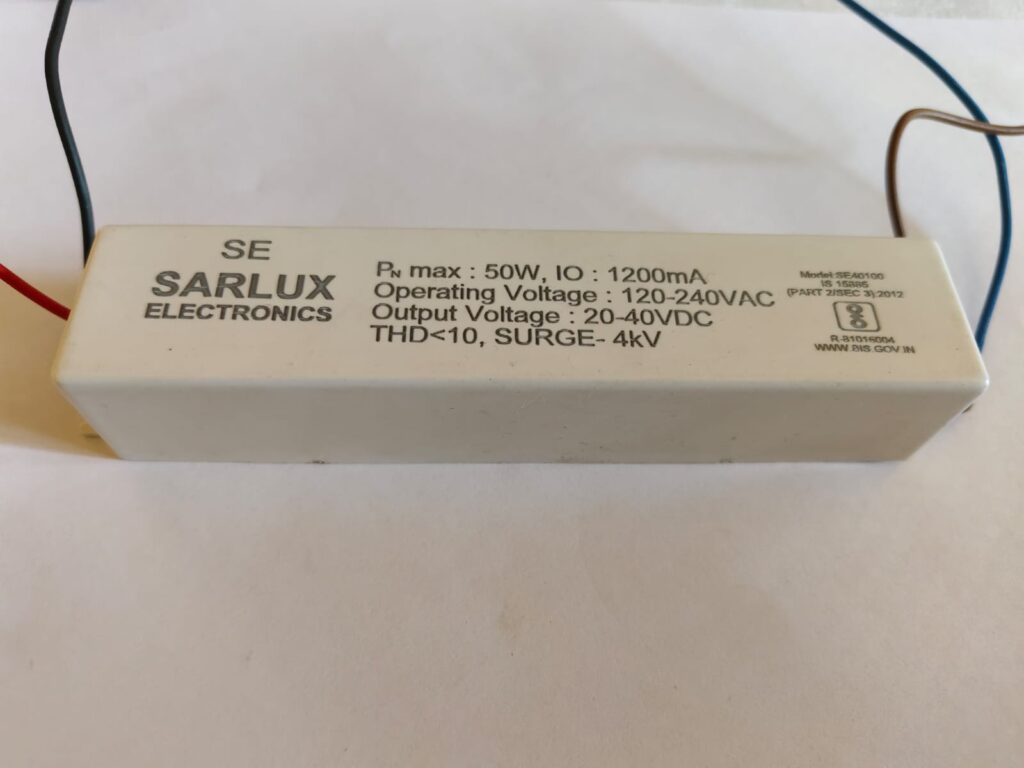 SE
SARLUX
ELECTRONICS
PN max : 50W, IO : 1200mA
Operating Voltage : 120-240VAC
Output Voltage : 20-40VDC
THD<10, SURGE- 4kV
Model:SE40100
IS 15885
(PART 2/SEC 3):2012
R-81016004
WWW.BIS.GOV.IN